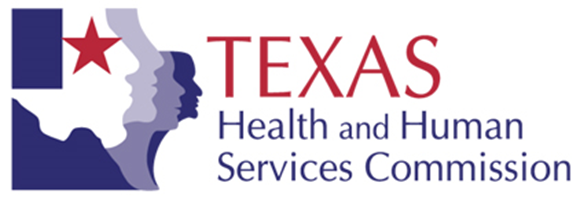 TEXAS
Health and Human
Services Commission